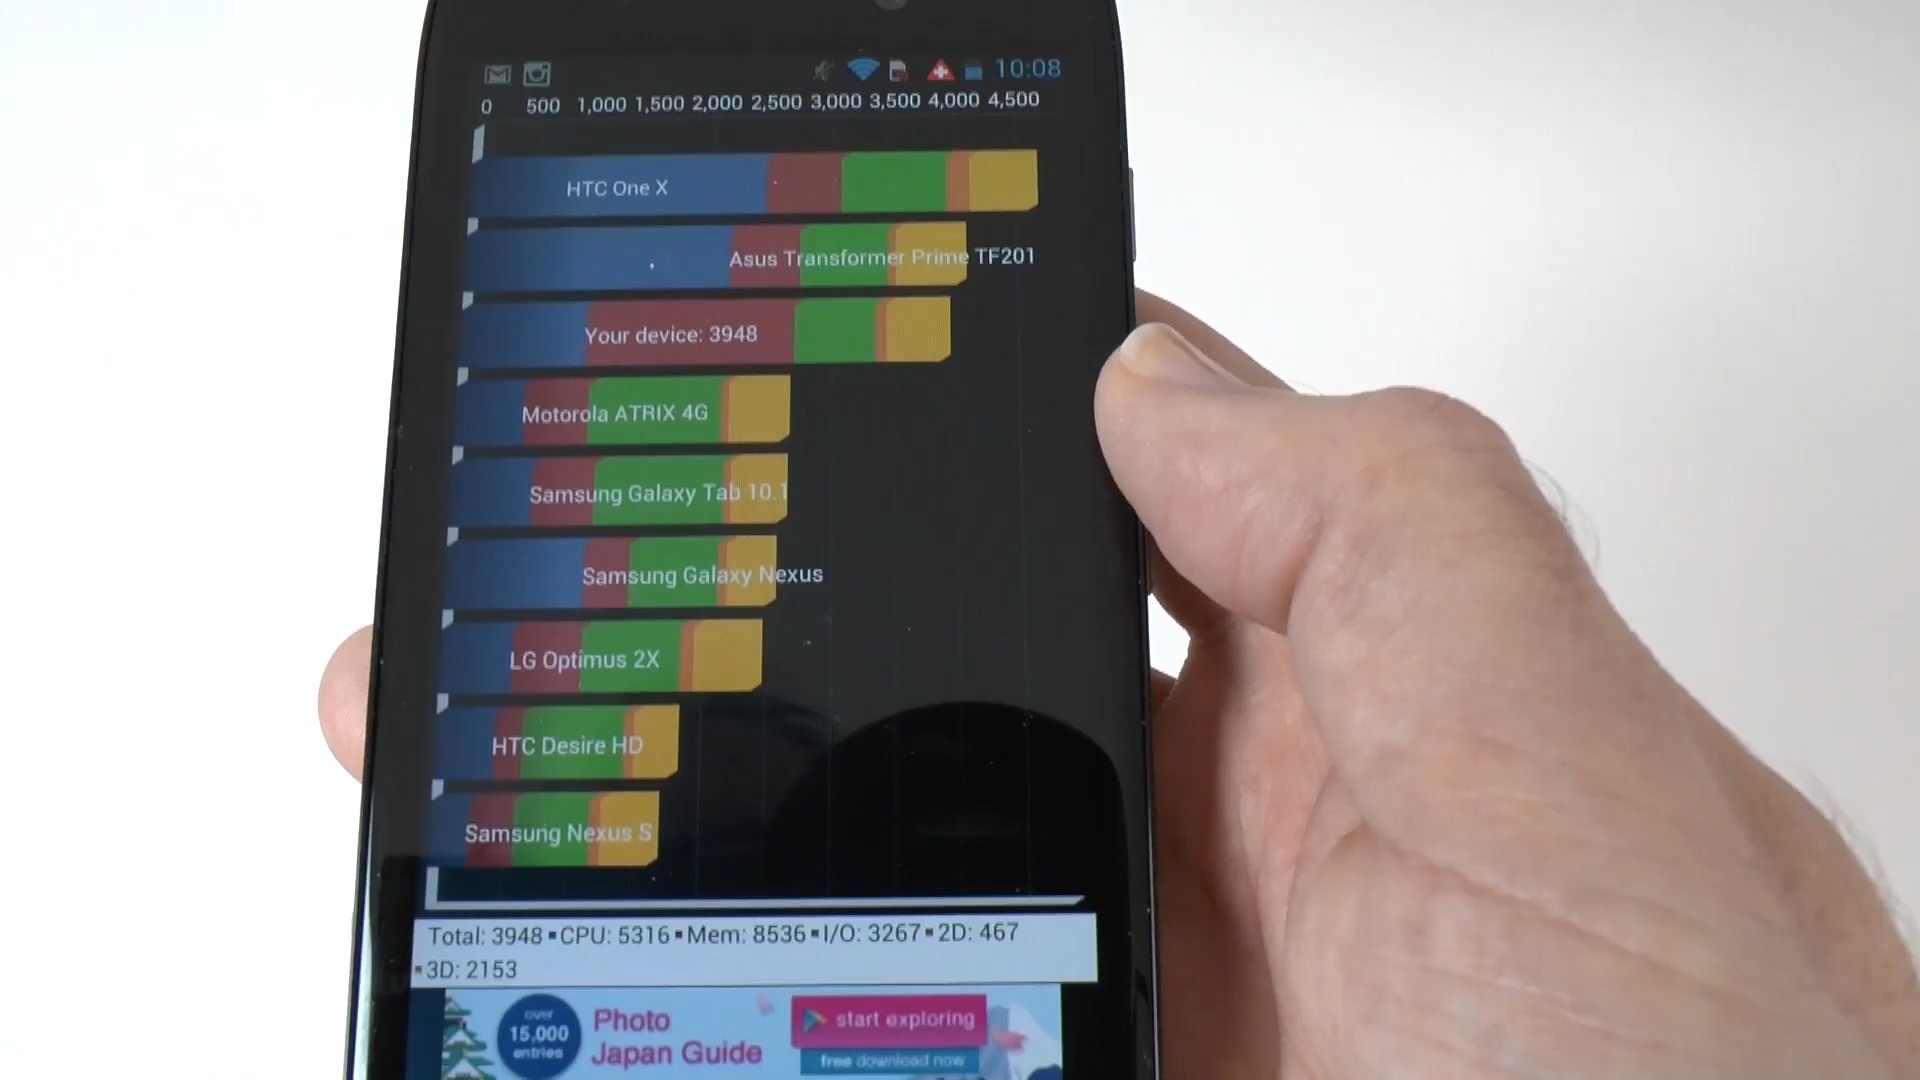 10:08
0 500 1,000 1,500 2,000 2,500 3,000 3,500 4,000 4,500
HTC One X
Asus Transformer Prime TF201
Your device: 3948
Motorola ATRIX 4G
Samsung Galaxy Tab 10.1
Samsung Galaxy Nexus
LG Optimus 2X
HTC Desire HD
Samsung Nexus S
Total: 3948 ▪ CPU: 5316 ▪ Mem: 8536 ▪ I/O: 3267 ▪ 2D: 467
▪ 3D: 2153
over
15,000
entries
Photo
Japan Guide
start exploring
free download now